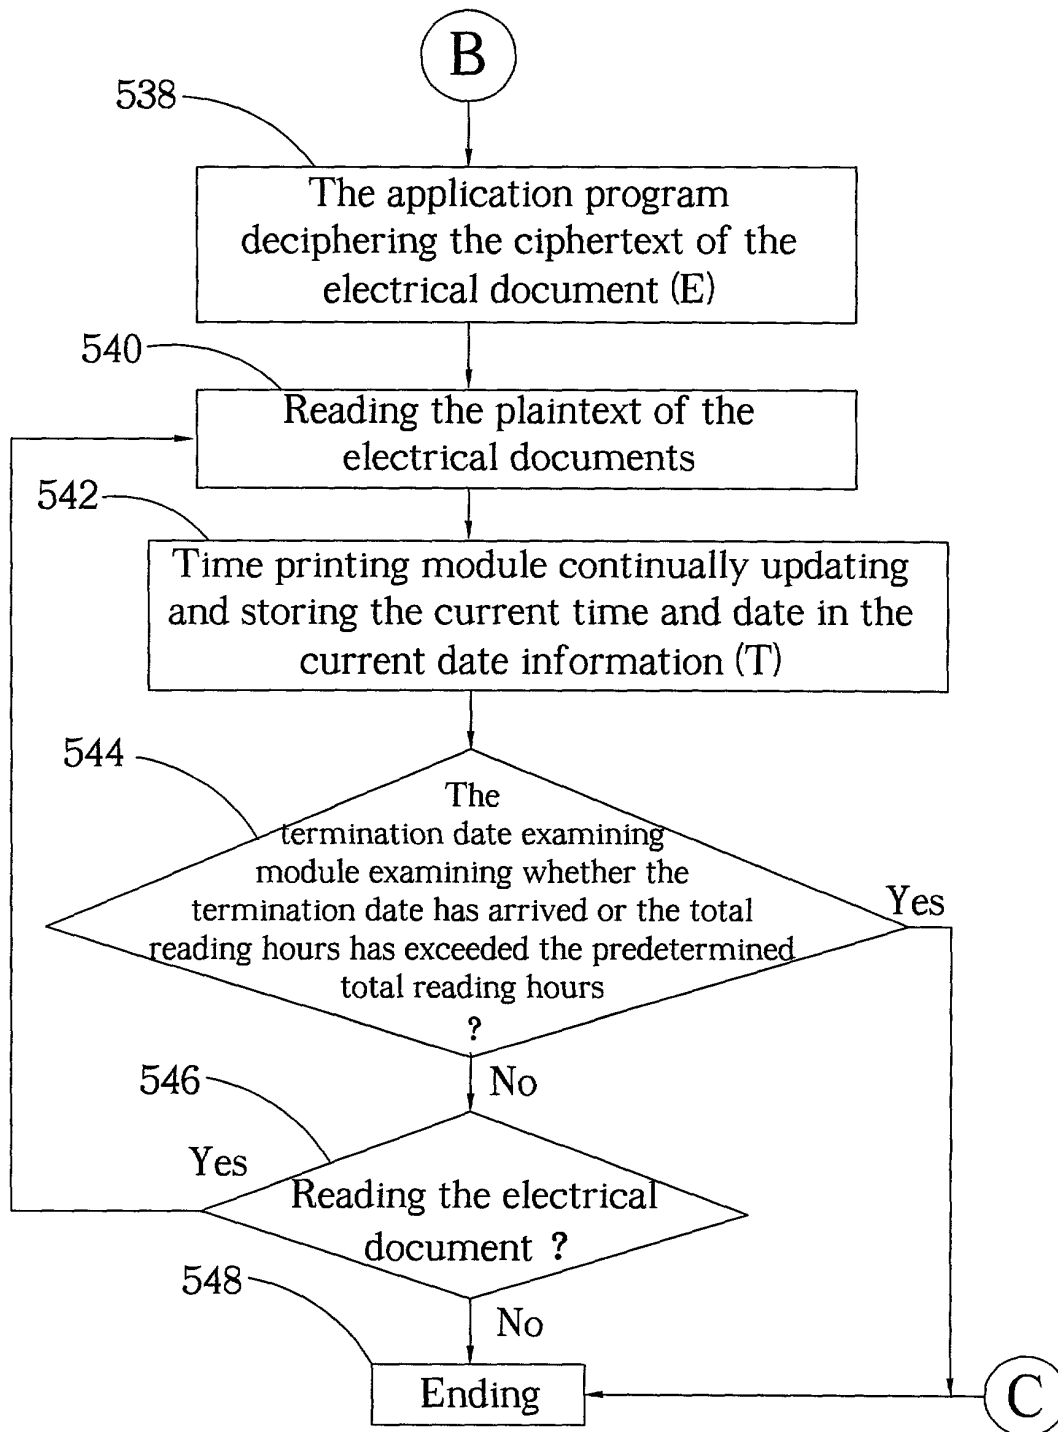 B
538
The application program
deciphering the ciphertext of the
electrical document (E)
540
Reading the plaintext of the
electrical documents
542
Time printing module continually updating
and storing the current time and date in the
current date information (T)
544
The
termination date examining
module examining whether the
termination date has arrived or the total
reading hours has exceeded the predetermined
total reading hours
?
Yes
No
546
Yes
Reading the electrical
document ?
548
No
Ending
C